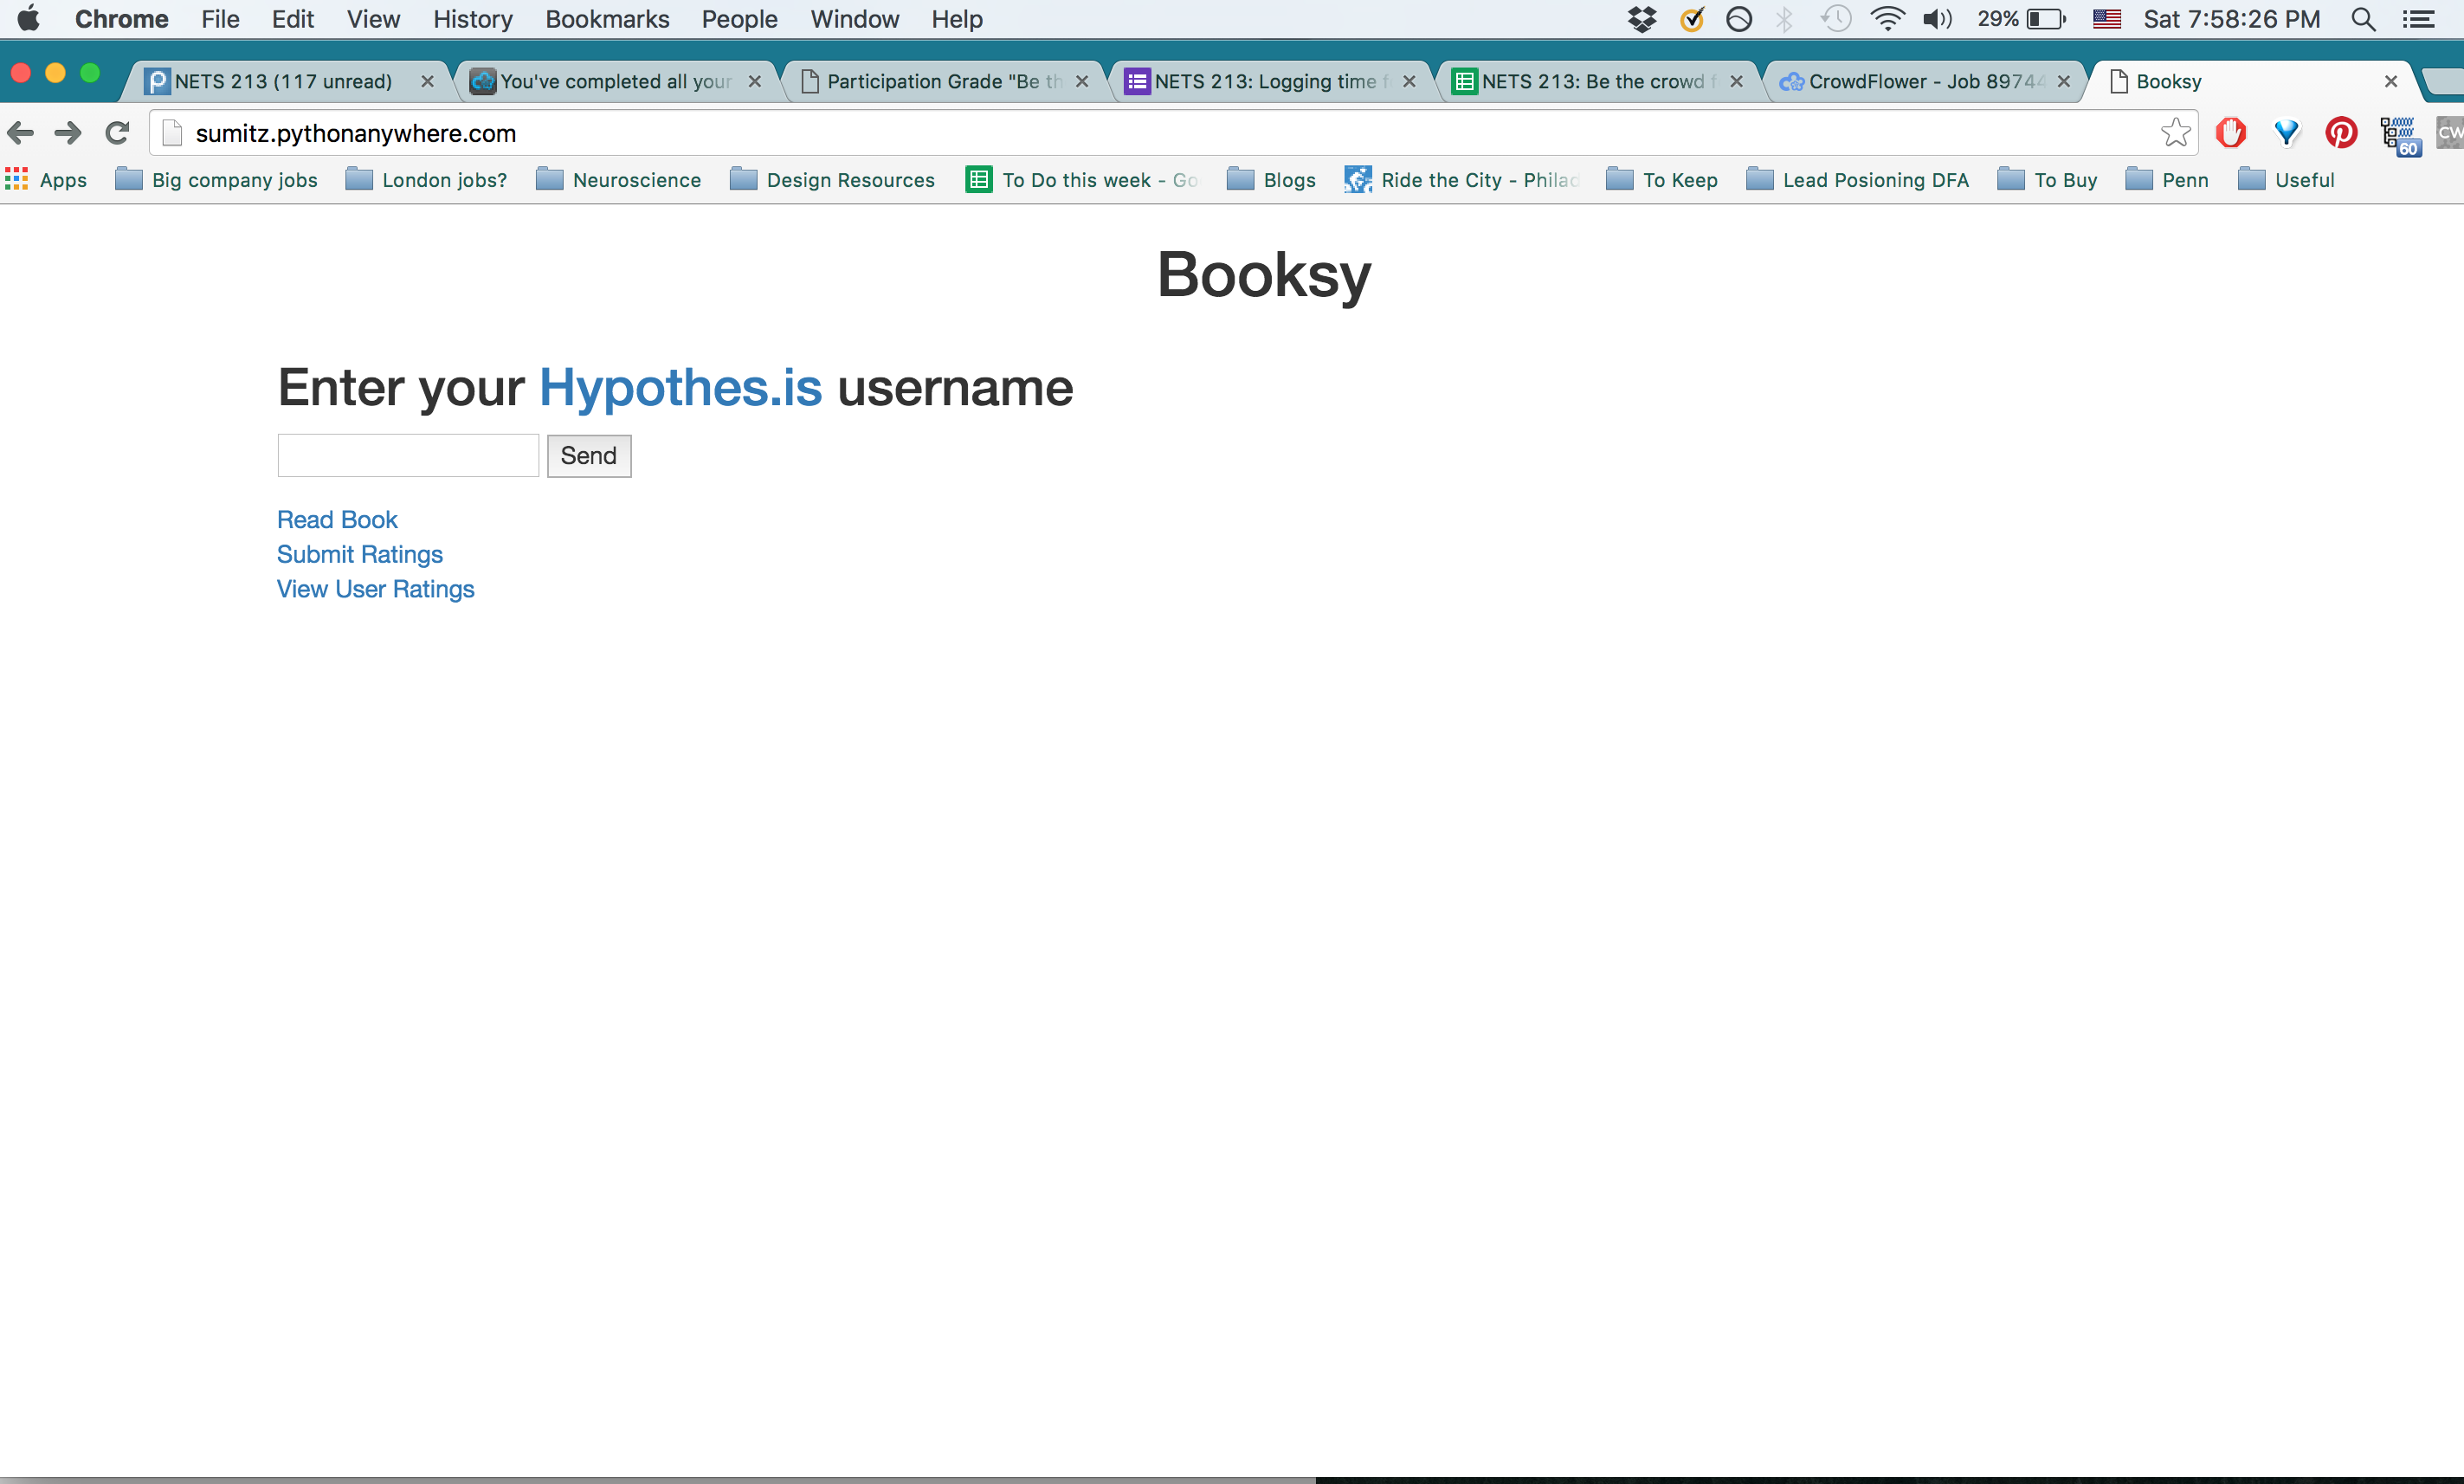 Chrome File Edit View History Bookmarks People Window Help 29% Sat 7:58:26 PM
NETS 213 (117 unread) You've completed all your Participation Grade "Be th NETS 213: Logging time f NETS 213: Be the crowd f CrowdFlower - Job 89744 Booksy
sumitz.pythonanywhere.com 60 CW
Apps Big company jobs London jobs? Neuroscience Design Resources To Do this week - Go Blogs Ride the City - Philad To Keep Lead Posioning DFA To Buy Penn Useful
Booksy
Enter your Hypothes.is username
Send
Read Book
Submit Ratings
View User Ratings